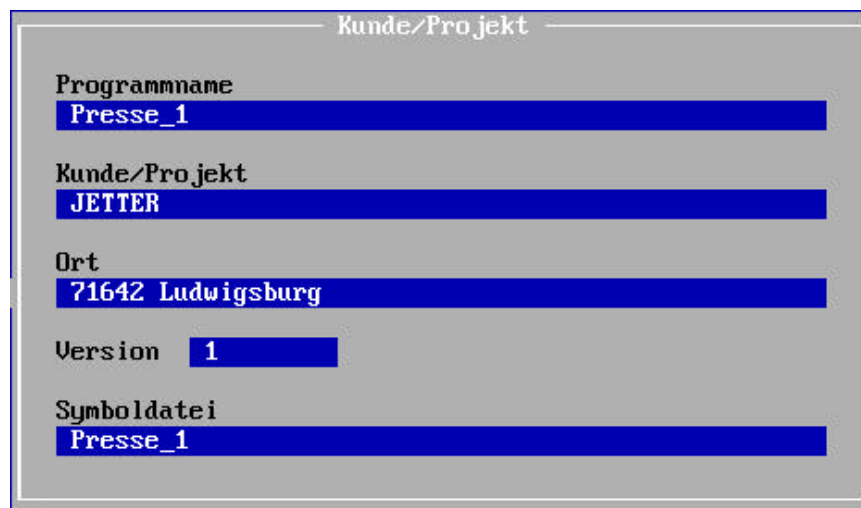 Kunde/Projekt
Programmname
Presse_1
Kunde/Projekt
JETTER
Ort
71642 Ludwigsburg
Version 1
Symboldatei
Presse_1